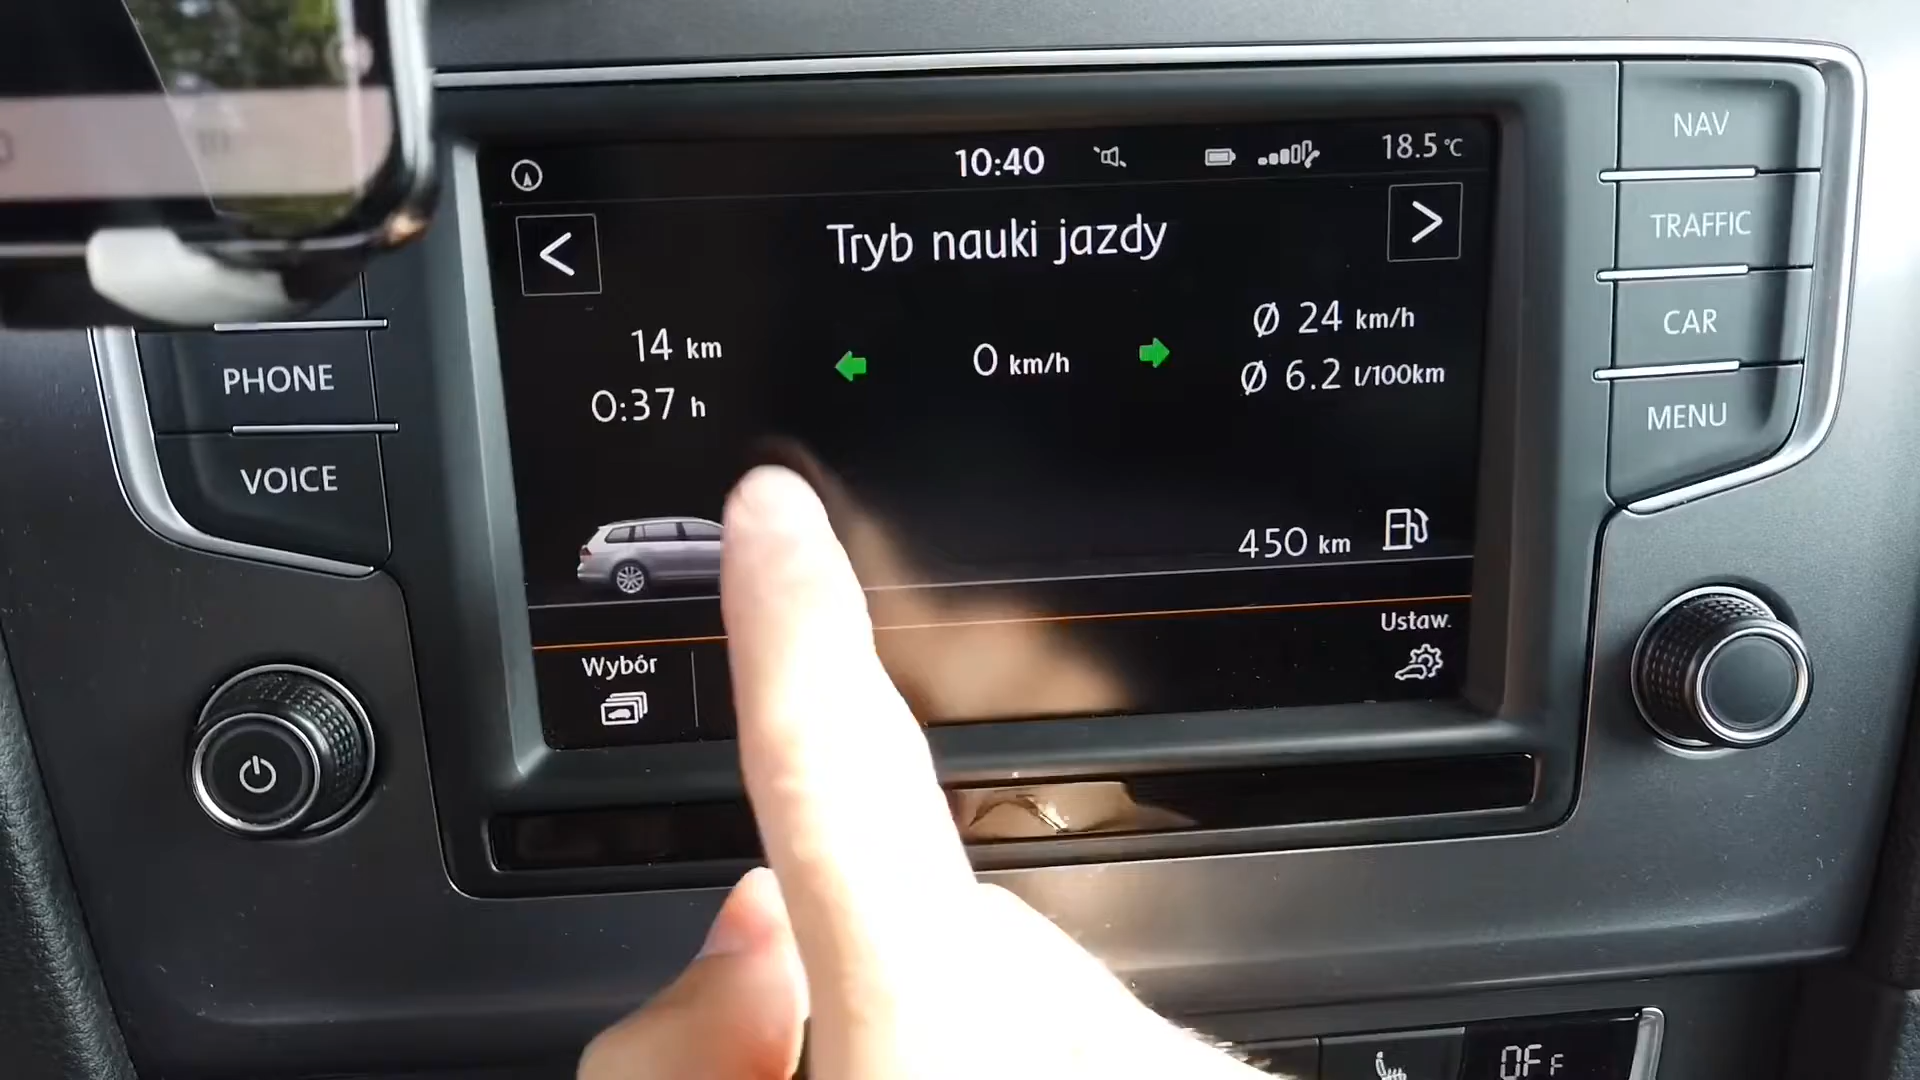 10:40
18.5 °C
<
Tryb nauki jazdy
>
14 km
0:37 h
0 km/h
Ø 24 km/h
Ø 6.2 l/100km
450 km
Wybór
Ustaw.
PHONE
VOICE
NAV
TRAFFIC
CAR
MENU
OFF